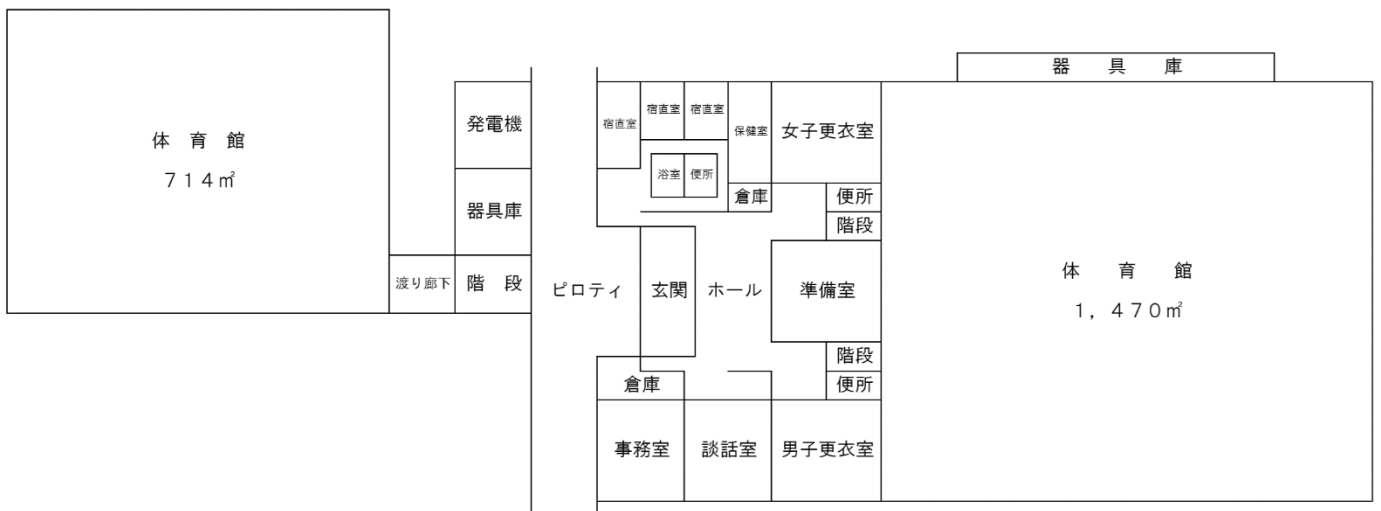 体　育　館
７１４㎡
渡り廊下
発電機
器具庫
階　段
ピロティ
宿直室
宿直室
宿直室
保健室
女子更衣室
浴室
便所
倉庫
便所
階段
玄関
ホール
準備室
階段
便所
倉庫
事務室
談話室
男子更衣室
器　具　庫
体　育　館
１，４７０㎡